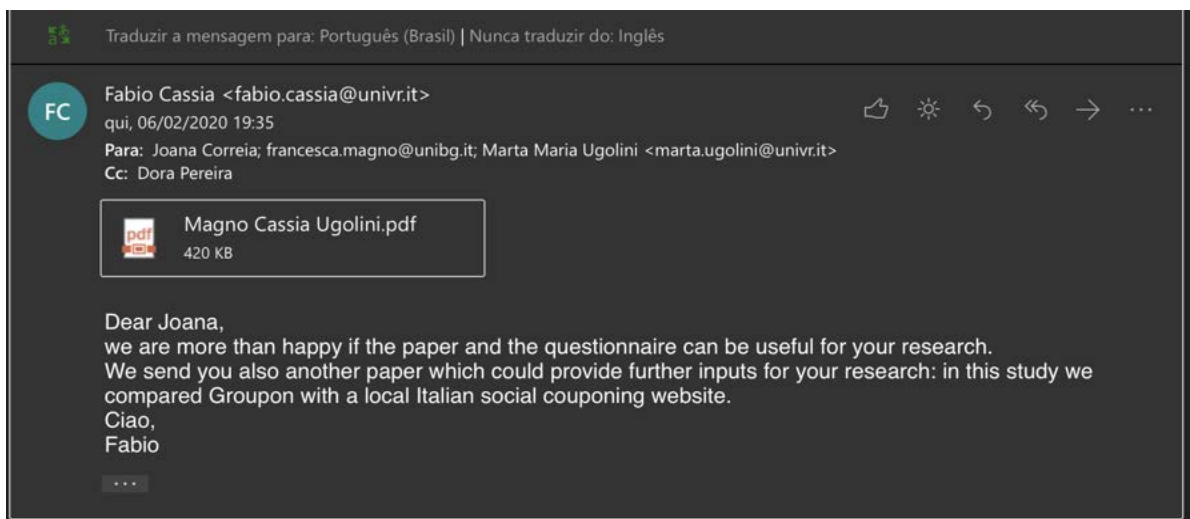 Traduzir a mensagem para: Português (Brasil) | Nunca traduzir do: Inglês
FC
Fabio Cassia <fabio.cassia@univr.it>
qui, 06/02/2020 19:35
Para: Joana Correia; francesca.magno@unibg.it; Marta Maria Ugolini <marta.ugolini@univr.it>
Cc: Dora Pereira
pdf
Magno Cassia Ugolini.pdf
420 KB
Dear Joana,
we are more than happy if the paper and the questionnaire can be useful for your research.
We send you also another paper which could provide further inputs for your research: in this study we
compared Groupon with a local Italian social couponing website.
Ciao,
Fabio
...